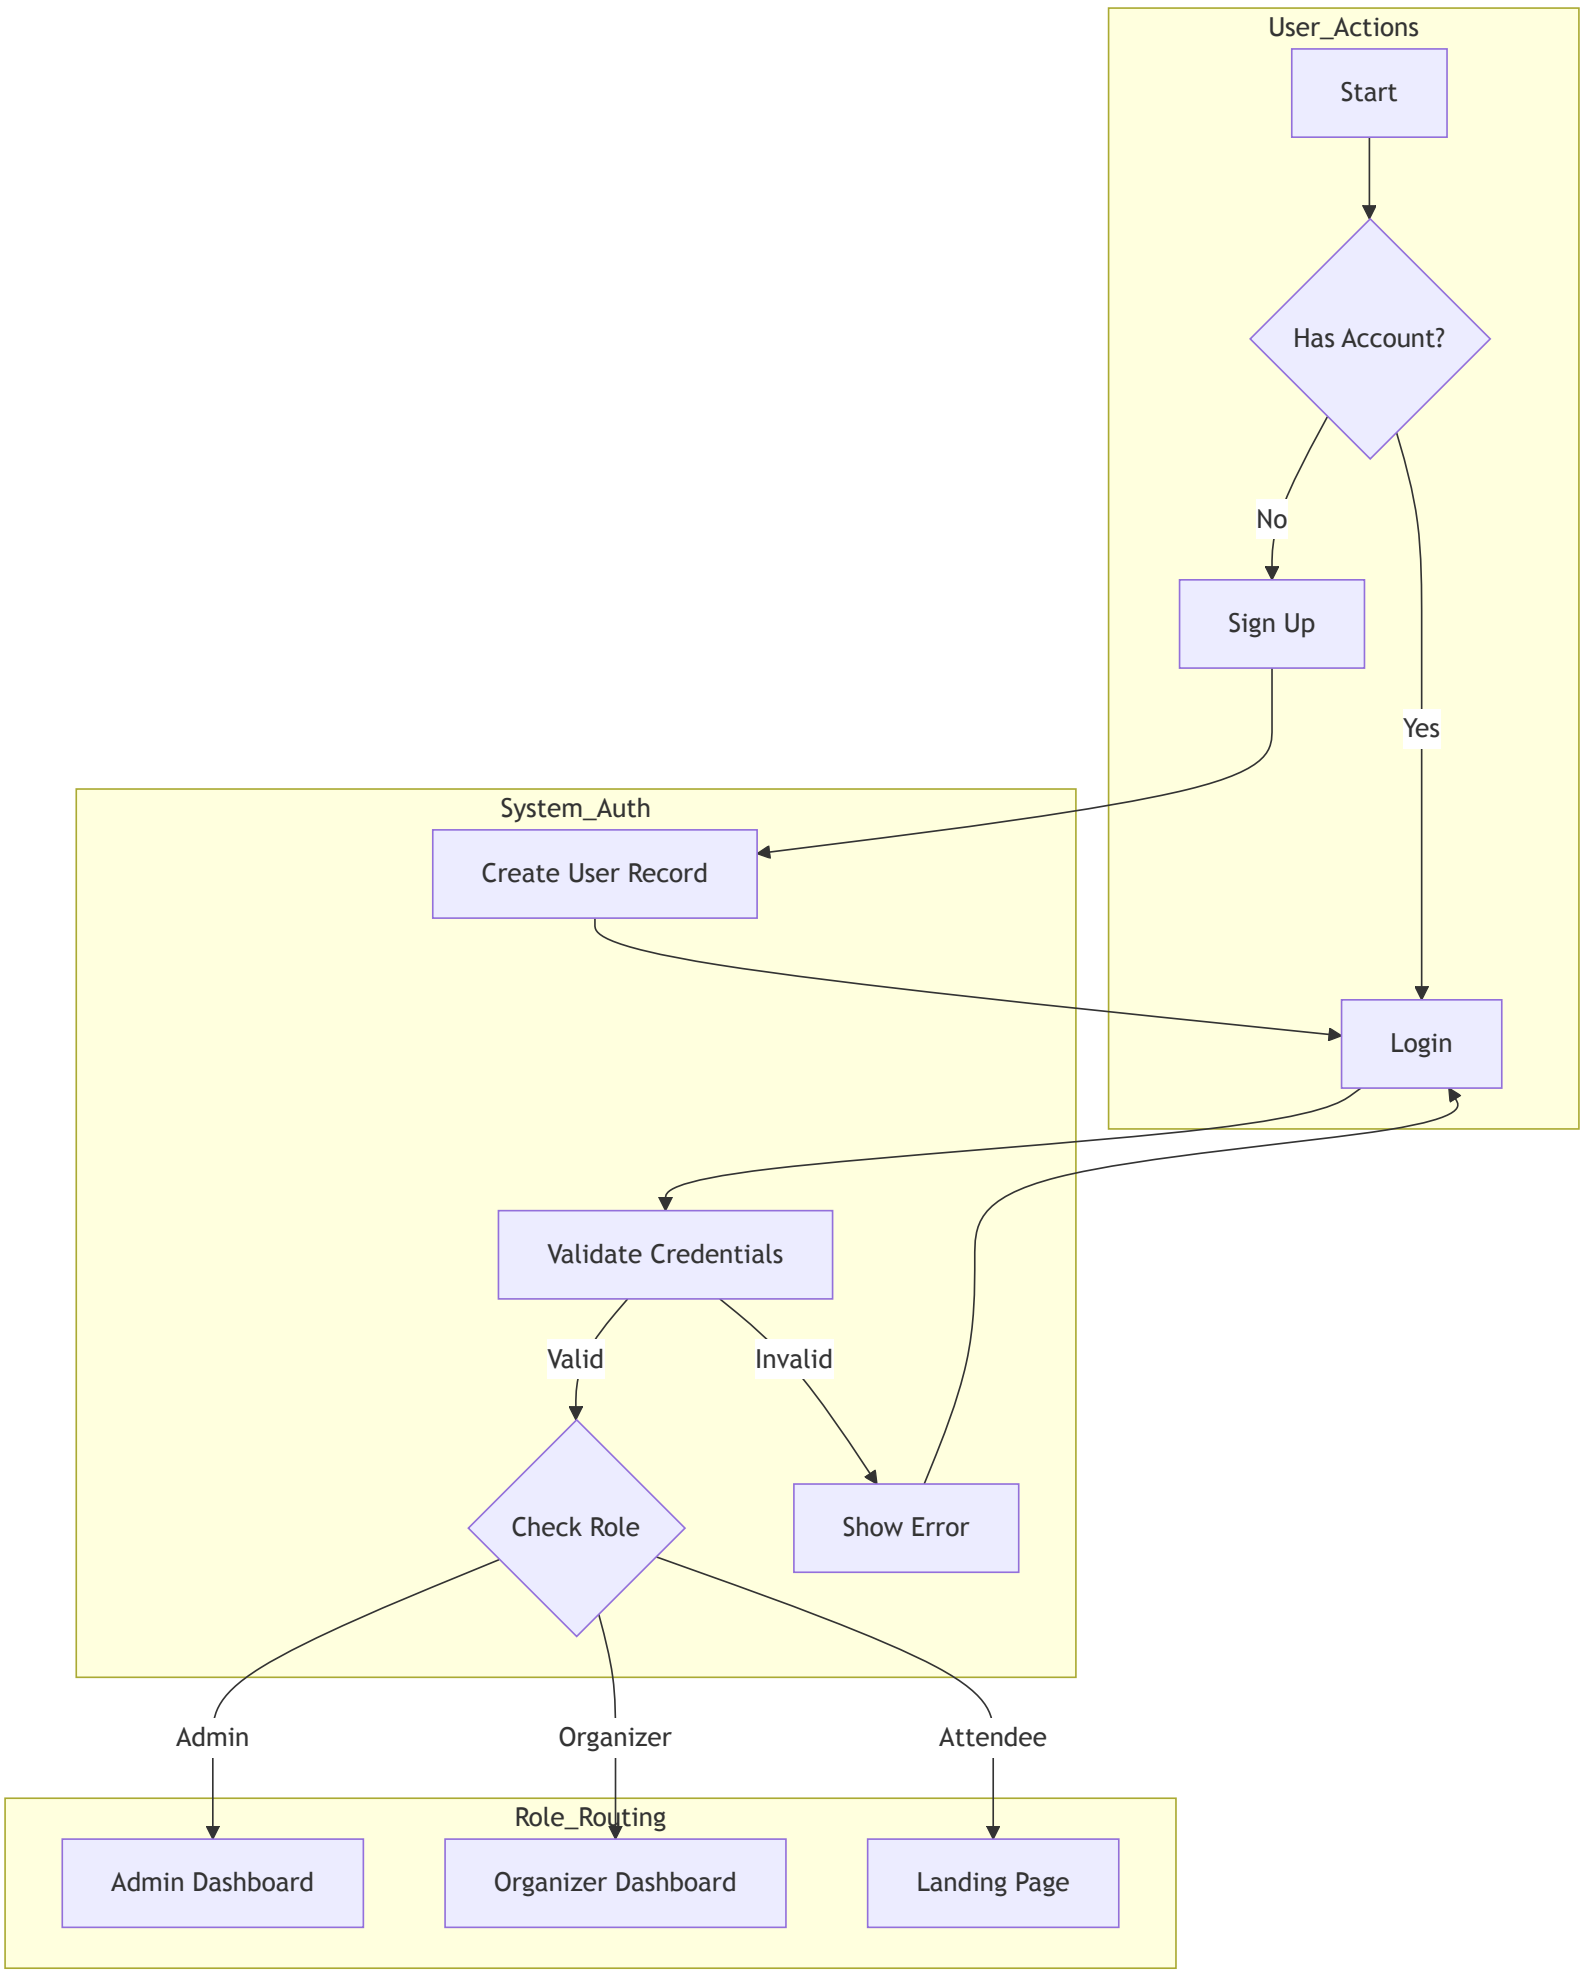 User_Actions
Start
Has Account?
No
Sign Up
Yes
System_Auth
Create User Record
Login
Validate Credentials
Valid
Invalid
Check Role
Show Error
Admin
Organizer
Attendee
Role_Routing
Admin Dashboard
Organizer Dashboard
Landing Page